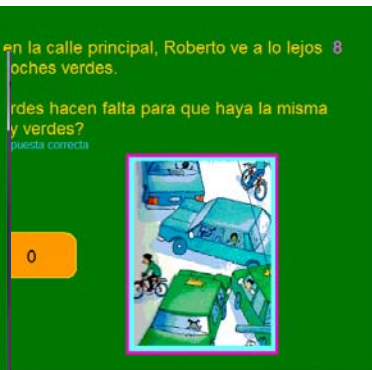 en la calle principal, Roberto ve a lo lejos 8
oches verdes.
rdes hacen falta para que haya la misma
y verdes?
puesta correcta
0